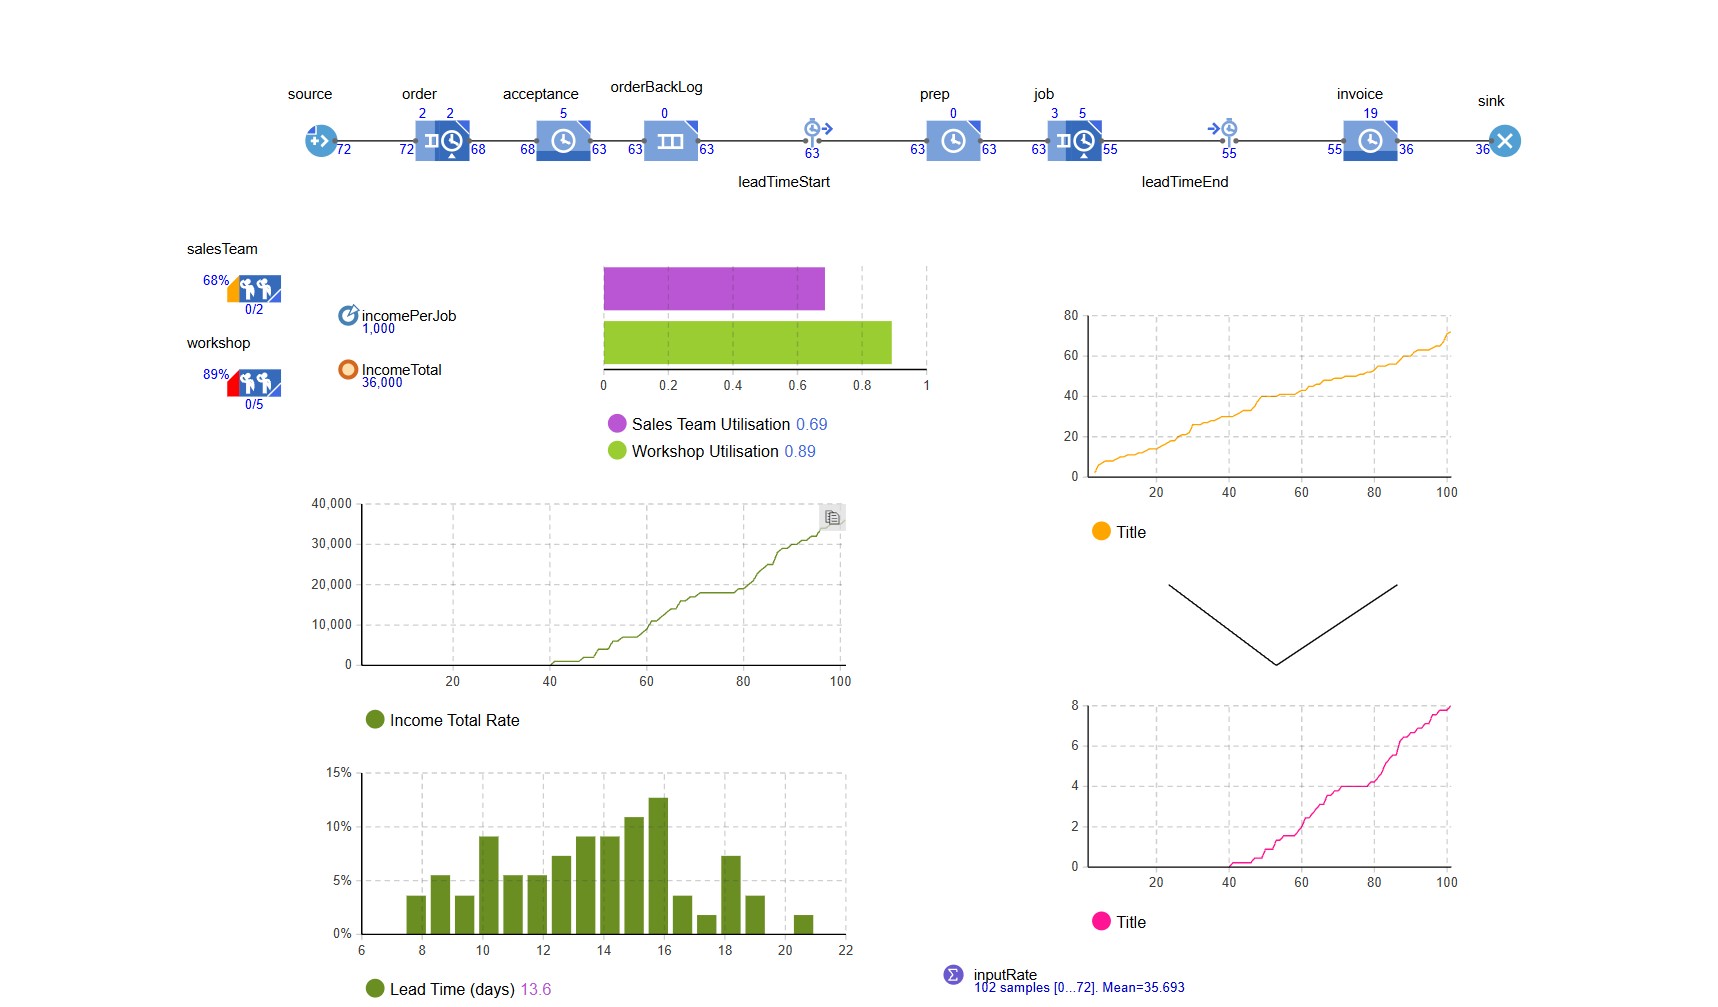 source
order
acceptance
orderBackLog
prep
job
invoice
sink
2 2
5
0
0
3 5
19
72
72
68
68
63
63
63
63
63
63
63
55
55
55
36
36
leadTimeStart
leadTimeEnd
salesTeam
68%
0/2
workshop
89%
0/5
incomePerJob
1,000
IncomeTotal
36,000
0 0.2 0.4 0.6 0.8 1
Sales Team Utilisation 0.69
Workshop Utilisation 0.89
80
60
40
20
0
20 40 60 80 100
Title
40,000
30,000
20,000
10,000
0
20 40 60 80 100
Income Total Rate
8
6
4
2
0
20 40 60 80 100
Title
15%
10%
5%
0%
6 8 10 12 14 16 18 20 22
Lead Time (days) 13.6
inputRate
102 samples [0...72]. Mean=35.693